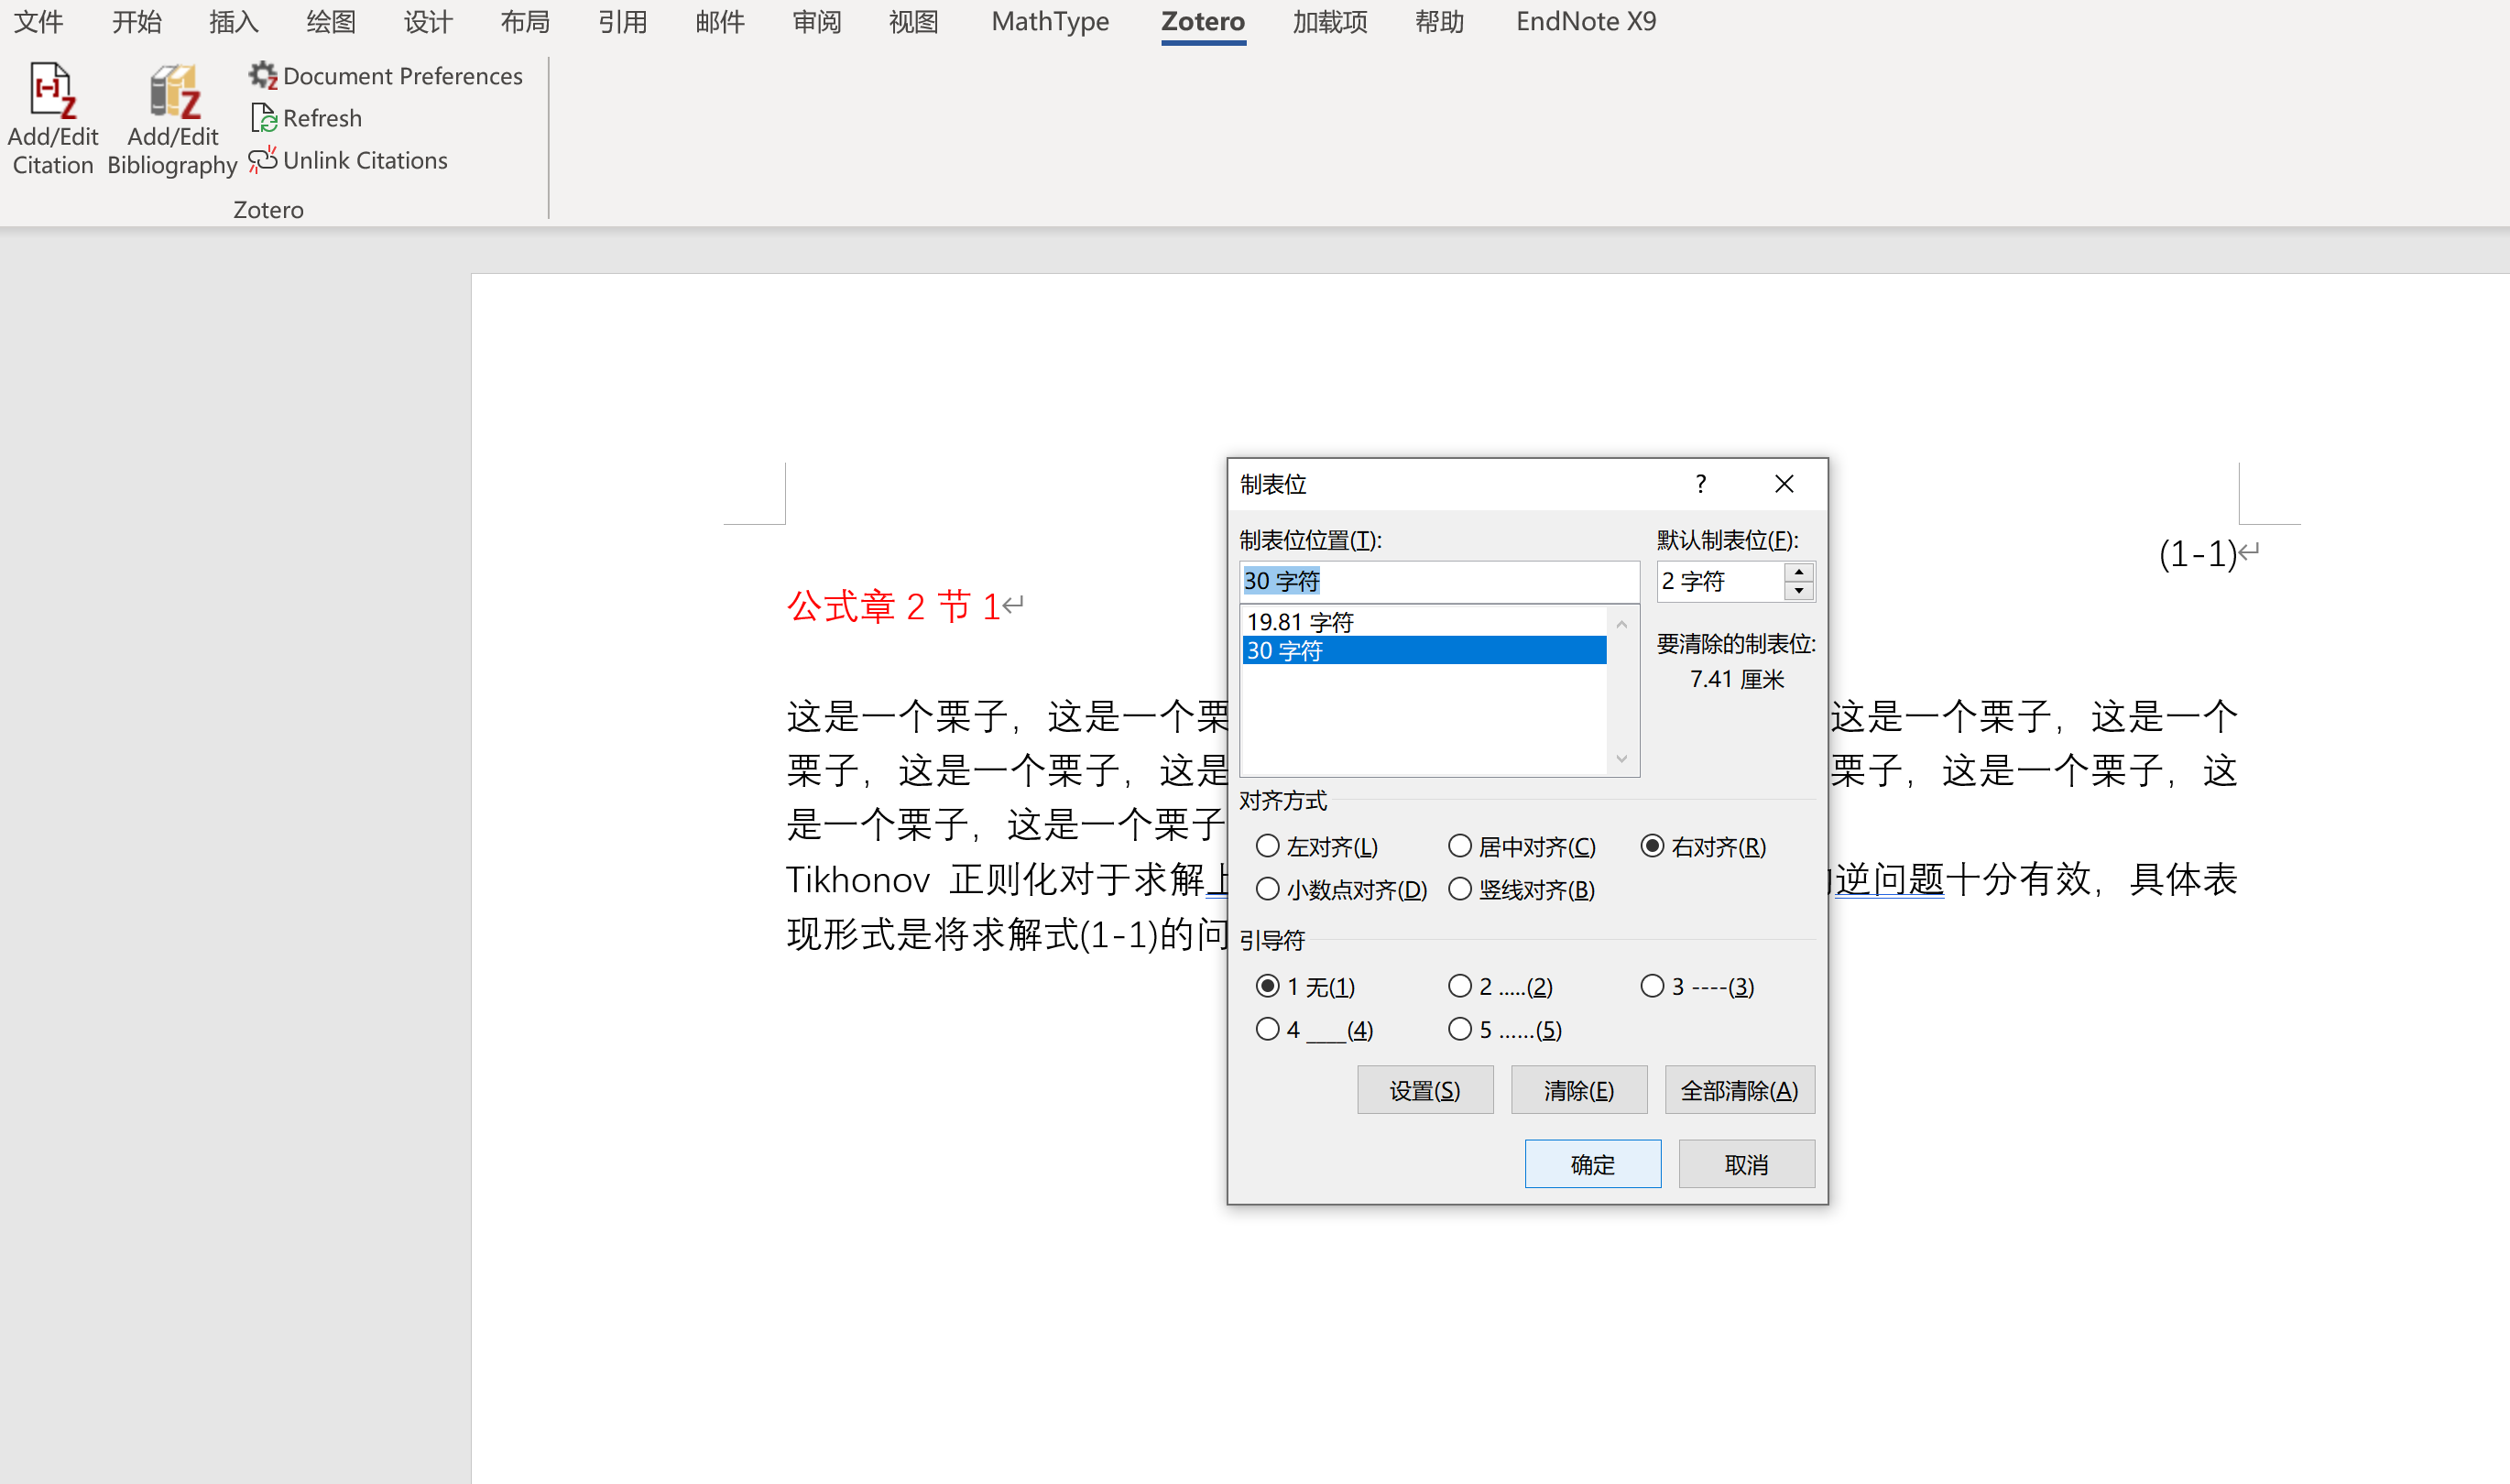 文件 开始 插入 绘图 设计 布局 引用 邮件 审阅 视图 MathType Zotero 加载项 帮助 EndNote X9
Add/Edit Citation
Add/Edit Bibliography
Document Preferences
Refresh
Unlink Citations
Zotero
(1-1)↵
公式章 2 节 1↵
这是一个栗子，这是一个栗
这是一个栗子，这是一个
栗子，这是一个栗子，这是
栗子，这是一个栗子，这
是一个栗子，这是一个栗子
Tikhonov 正则化对于求解上
逆问题十分有效，具体表
现形式是将求解式(1-1)的问
制表位 ?
制表位位置(T):
默认制表位(F):
30 字符
2 字符
19.81 字符
30 字符
要清除的制表位:
7.41 厘米
对齐方式
左对齐(L) 居中对齐(C) 右对齐(R)
小数点对齐(D) 竖线对齐(B)
引导符
1 无(1) 2 .....(2) 3 ----(3)
4 ____(4) 5 ……(5)
设置(S) 清除(E) 全部清除(A)
确定 取消